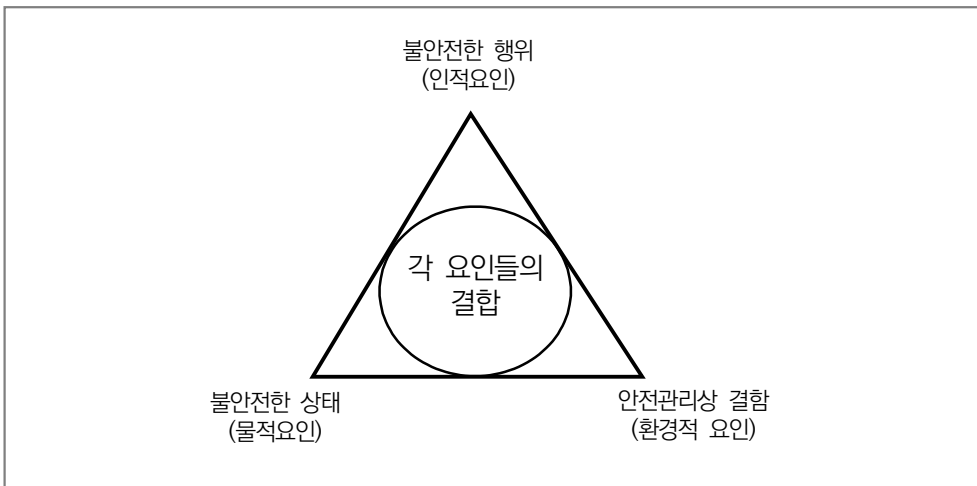 불안전한 행위
(인적요인)
각 요인들의
결합
불안전한 상태
(물적요인)
안전관리상 결함
(환경적 요인)